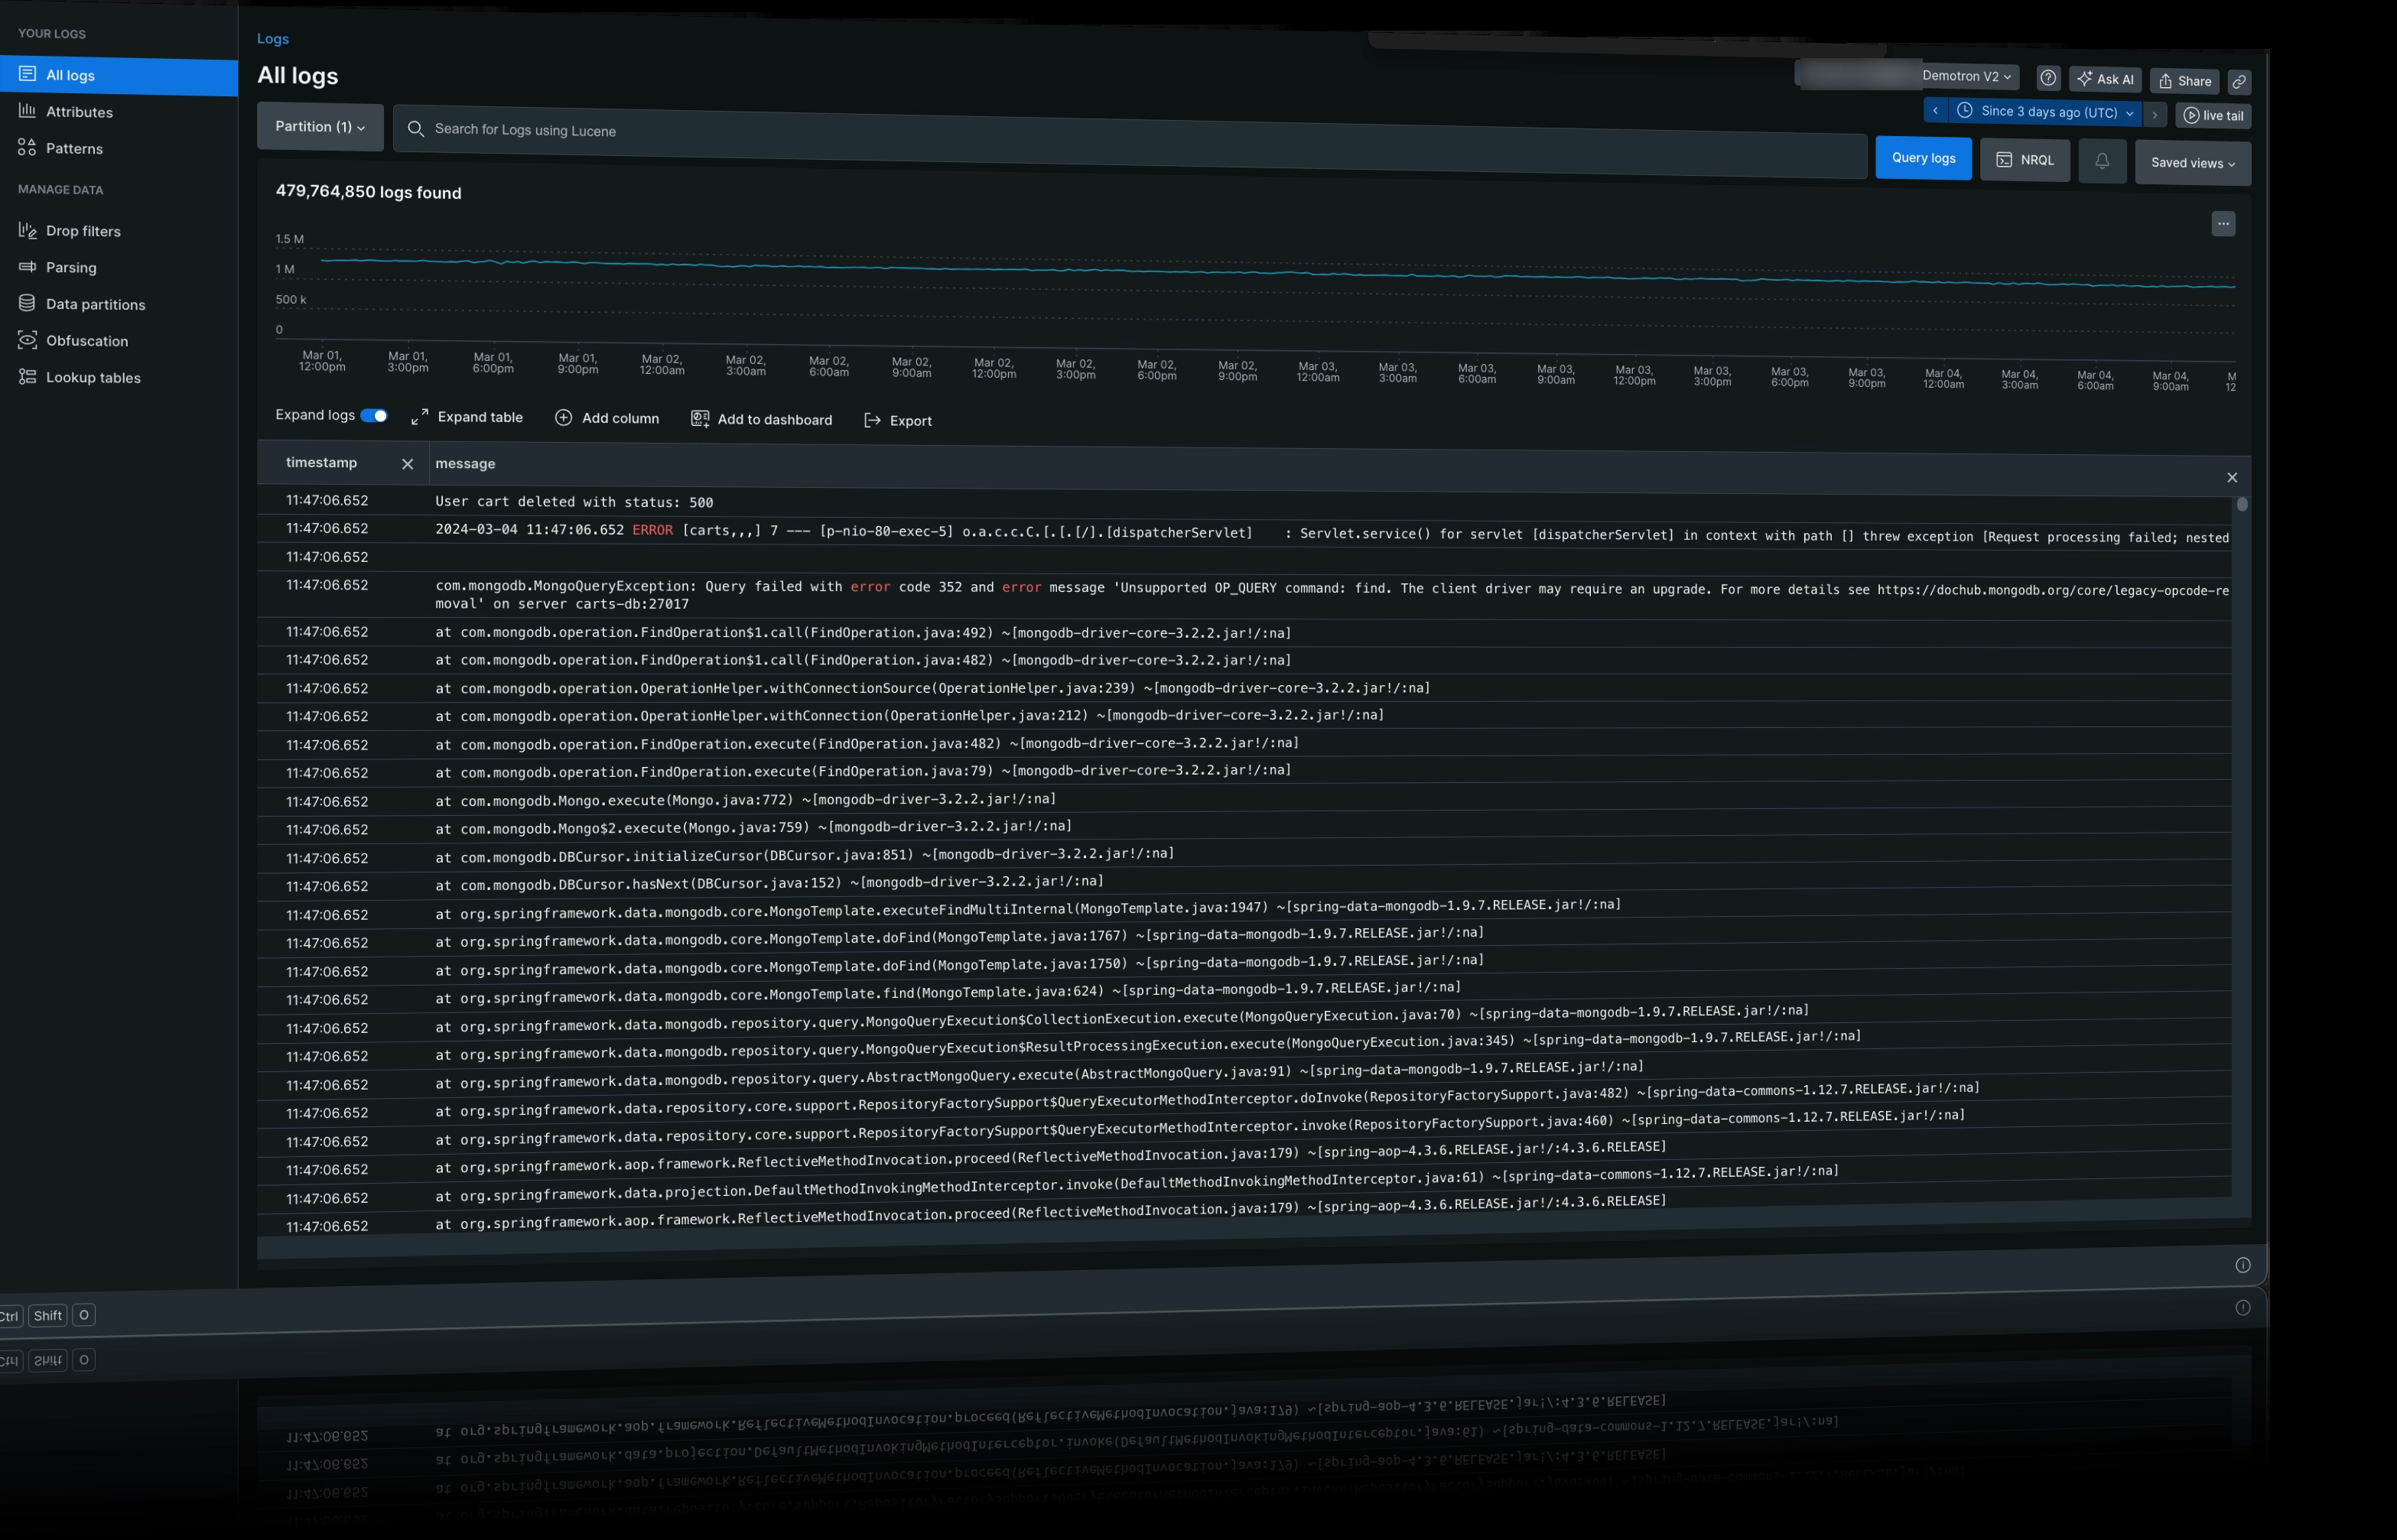 YOUR LOGS
All logs
Attributes
Patterns
MANAGE DATA
Drop filters
Parsing
Data partitions
Obfuscation
Lookup tables
Logs
All logs
Demotron V2
Ask AI
Share
Since 3 days ago (UTC)
live tail
Partition (1)
Search for Logs using Lucene
Query logs
NRQL
Saved views
479,764,850 logs found
1.5 M
1 M
500 k
0
Mar 01, 12:00pm
Mar 01, 3:00pm
Mar 01, 6:00pm
Mar 01, 9:00pm
Mar 02, 12:00am
Mar 02, 3:00am
Mar 02, 6:00am
Mar 02, 9:00am
Mar 02, 12:00pm
Mar 02, 3:00pm
Mar 02, 6:00pm
Mar 02, 9:00pm
Mar 03, 12:00am
Mar 03, 3:00am
Mar 03, 6:00am
Mar 03, 9:00am
Mar 03, 12:00pm
Mar 03, 3:00pm
Mar 03, 6:00pm
Mar 03, 9:00pm
Mar 04, 12:00am
Mar 04, 3:00am
Mar 04, 6:00am
Mar 04, 9:00am
M 12
Expand logs
Expand table
Add column
Add to dashboard
Export
timestamp message
11:47:06.652 User cart deleted with status: 500
11:47:06.652 2024-03-04 11:47:06.652 ERROR [carts,,,] 7 --- [p-nio-80-exec-5] o.a.c.c.C.[.[.[/].[dispatcherServlet] : Servlet.service() for servlet [dispatcherServlet] in context with path [] threw exception [Request processing failed; nested
11:47:06.652
11:47:06.652 com.mongodb.MongoQueryException: Query failed with error code 352 and error message 'Unsupported OP_QUERY command: find. The client driver may require an upgrade. For more details see https://dochub.mongodb.org/core/legacy-opcode-re
moval' on server carts-db:27017
11:47:06.652 at com.mongodb.operation.FindOperation$1.call(FindOperation.java:492) ~[mongodb-driver-core-3.2.2.jar!/:na]
11:47:06.652 at com.mongodb.operation.FindOperation$1.call(FindOperation.java:482) ~[mongodb-driver-core-3.2.2.jar!/:na]
11:47:06.652 at com.mongodb.operation.OperationHelper.withConnectionSource(OperationHelper.java:239) ~[mongodb-driver-core-3.2.2.jar!/:na]
11:47:06.652 at com.mongodb.operation.OperationHelper.withConnection(OperationHelper.java:212) ~[mongodb-driver-core-3.2.2.jar!/:na]
11:47:06.652 at com.mongodb.operation.FindOperation.execute(FindOperation.java:482) ~[mongodb-driver-core-3.2.2.jar!/:na]
11:47:06.652 at com.mongodb.operation.FindOperation.execute(FindOperation.java:79) ~[mongodb-driver-core-3.2.2.jar!/:na]
11:47:06.652 at com.mongodb.Mongo.execute(Mongo.java:772) ~[mongodb-driver-3.2.2.jar!/:na]
11:47:06.652 at com.mongodb.Mongo$2.execute(Mongo.java:759) ~[mongodb-driver-3.2.2.jar!/:na]
11:47:06.652 at com.mongodb.DBCursor.initializeCursor(DBCursor.java:851) ~[mongodb-driver-3.2.2.jar!/:na]
11:47:06.652 at com.mongodb.DBCursor.hasNext(DBCursor.java:152) ~[mongodb-driver-3.2.2.jar!/:na]
11:47:06.652 at org.springframework.data.mongodb.core.MongoTemplate.executeFindMultiInternal(MongoTemplate.java:1947) ~[spring-data-mongodb-1.9.7.RELEASE.jar!/:na]
11:47:06.652 at org.springframework.data.mongodb.core.MongoTemplate.doFind(MongoTemplate.java:1767) ~[spring-data-mongodb-1.9.7.RELEASE.jar!/:na]
11:47:06.652 at org.springframework.data.mongodb.core.MongoTemplate.doFind(MongoTemplate.java:1750) ~[spring-data-mongodb-1.9.7.RELEASE.jar!/:na]
11:47:06.652 at org.springframework.data.mongodb.core.MongoTemplate.find(MongoTemplate.java:624) ~[spring-data-mongodb-1.9.7.RELEASE.jar!/:na]
11:47:06.652 at org.springframework.data.mongodb.repository.query.MongoQueryExecution$CollectionExecution.execute(MongoQueryExecution.java:70) ~[spring-data-mongodb-1.9.7.RELEASE.jar!/:na]
11:47:06.652 at org.springframework.data.mongodb.repository.query.MongoQueryExecution$ResultProcessingExecution.execute(MongoQueryExecution.java:345) ~[spring-data-mongodb-1.9.7.RELEASE.jar!/:na]
11:47:06.652 at org.springframework.data.mongodb.repository.query.AbstractMongoQuery.execute(AbstractMongoQuery.java:91) ~[spring-data-mongodb-1.9.7.RELEASE.jar!/:na]
11:47:06.652 at org.springframework.data.repository.core.support.RepositoryFactorySupport$QueryExecutorMethodInterceptor.doInvoke(RepositoryFactorySupport.java:482) ~[spring-data-commons-1.12.7.RELEASE.jar!/:na]
11:47:06.652 at org.springframework.data.repository.core.support.RepositoryFactorySupport$QueryExecutorMethodInterceptor.invoke(RepositoryFactorySupport.java:460) ~[spring-data-commons-1.12.7.RELEASE.jar!/:na]
11:47:06.652 at org.springframework.aop.framework.ReflectiveMethodInvocation.proceed(ReflectiveMethodInvocation.java:179) ~[spring-aop-4.3.6.RELEASE.jar!/:4.3.6.RELEASE]
11:47:06.652 at org.springframework.data.projection.DefaultMethodInvokingMethodInterceptor.invoke(DefaultMethodInvokingMethodInterceptor.java:61) ~[spring-data-commons-1.12.7.RELEASE.jar!/:na]
11:47:06.652 at org.springframework.aop.framework.ReflectiveMethodInvocation.proceed(ReflectiveMethodInvocation.java:179) ~[spring-aop-4.3.6.RELEASE.jar!/:4.3.6.RELEASE]
Ctrl Shift O